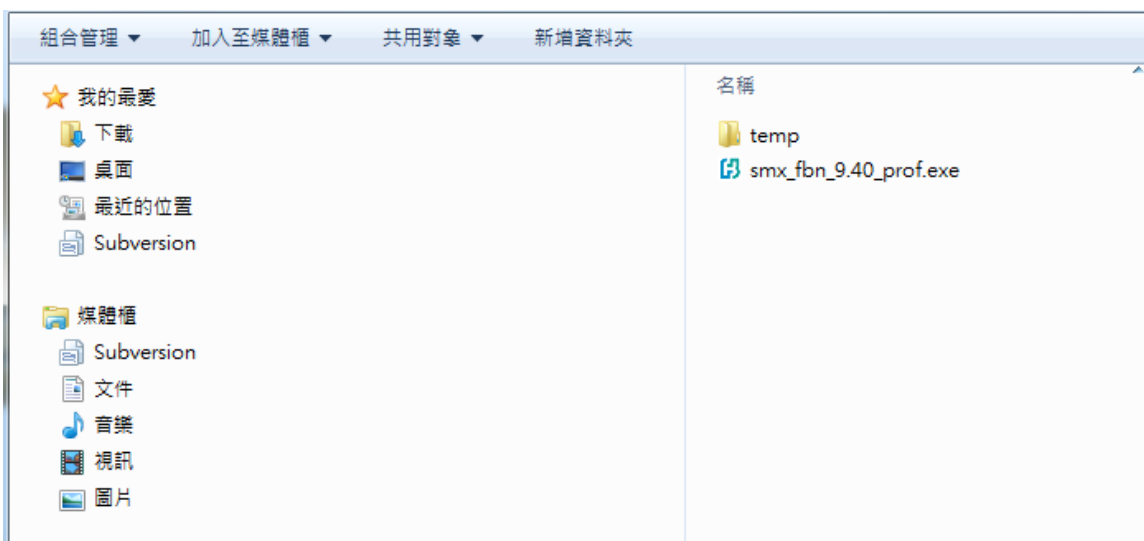 組合管理 加入至媒體櫃 共用對象 新增資料夾
我的最愛
下載
桌面
最近的位置
Subversion
媒體櫃
Subversion
文件
音樂
視訊
圖片
名稱
temp
smx_fbn_9.40_prof.exe